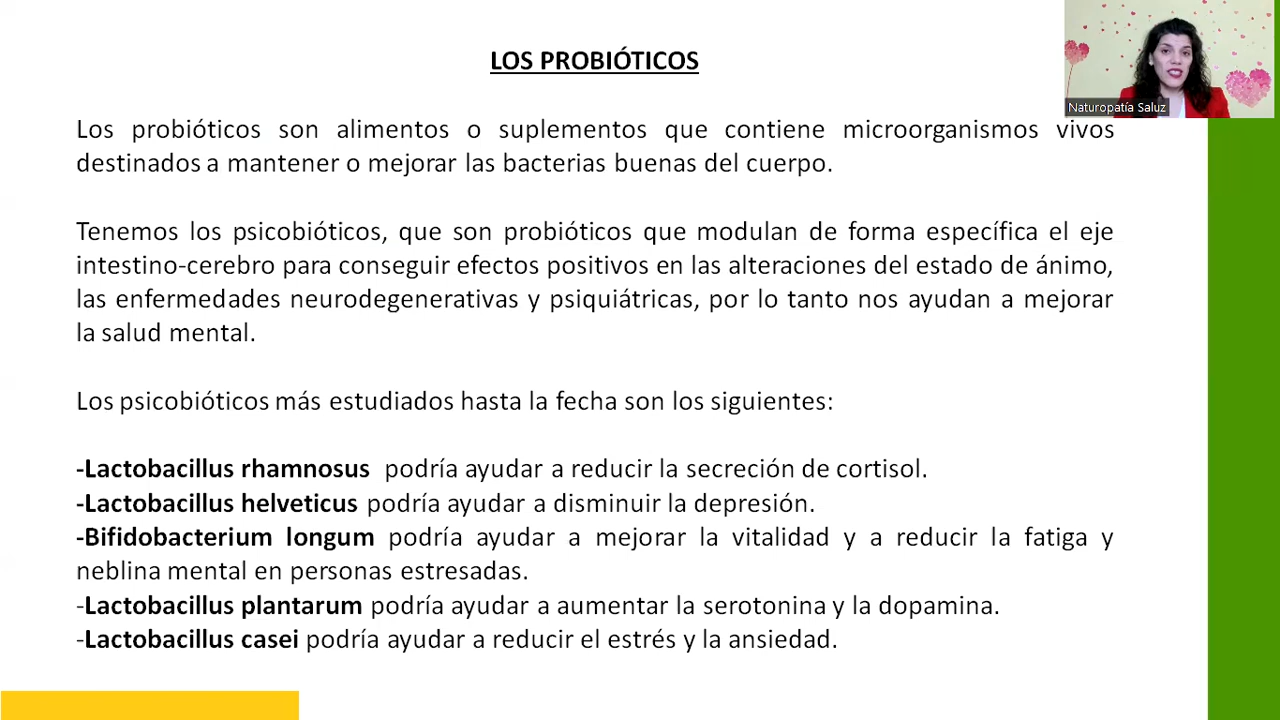 LOS PROBIÓTICOS
Naturopatía Saluz
Los probióticos son alimentos o suplementos que contiene microorganismos vivos
destinados a mantener o mejorar las bacterias buenas del cuerpo.
Tenemos los psicobióticos, que son probióticos que modulan de forma específica el eje
intestino-cerebro para conseguir efectos positivos en las alteraciones del estado de ánimo,
las enfermedades neurodegenerativas y psiquiátricas, por lo tanto nos ayudan a mejorar
la salud mental.
Los psicobióticos más estudiados hasta la fecha son los siguientes:
-Lactobacillus rhamnosus podría ayudar a reducir la secreción de cortisol.
-Lactobacillus helveticus podría ayudar a disminuir la depresión.
-Bifidobacterium longum podría ayudar a mejorar la vitalidad y a reducir la fatiga y
neblina mental en personas estresadas.
-Lactobacillus plantarum podría ayudar a aumentar la serotonina y la dopamina.
-Lactobacillus casei podría ayudar a reducir el estrés y la ansiedad.